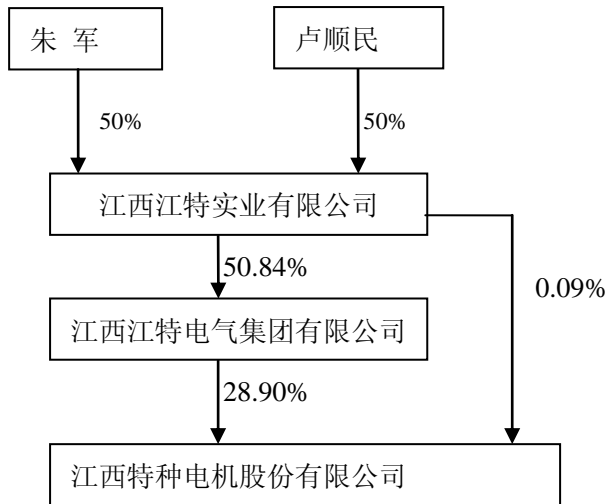 朱 军
卢顺民
50%
50%
江西江特实业有限公司
50.84%
0.09%
江西江特电气集团有限公司
28.90%
江西特种电机股份有限公司